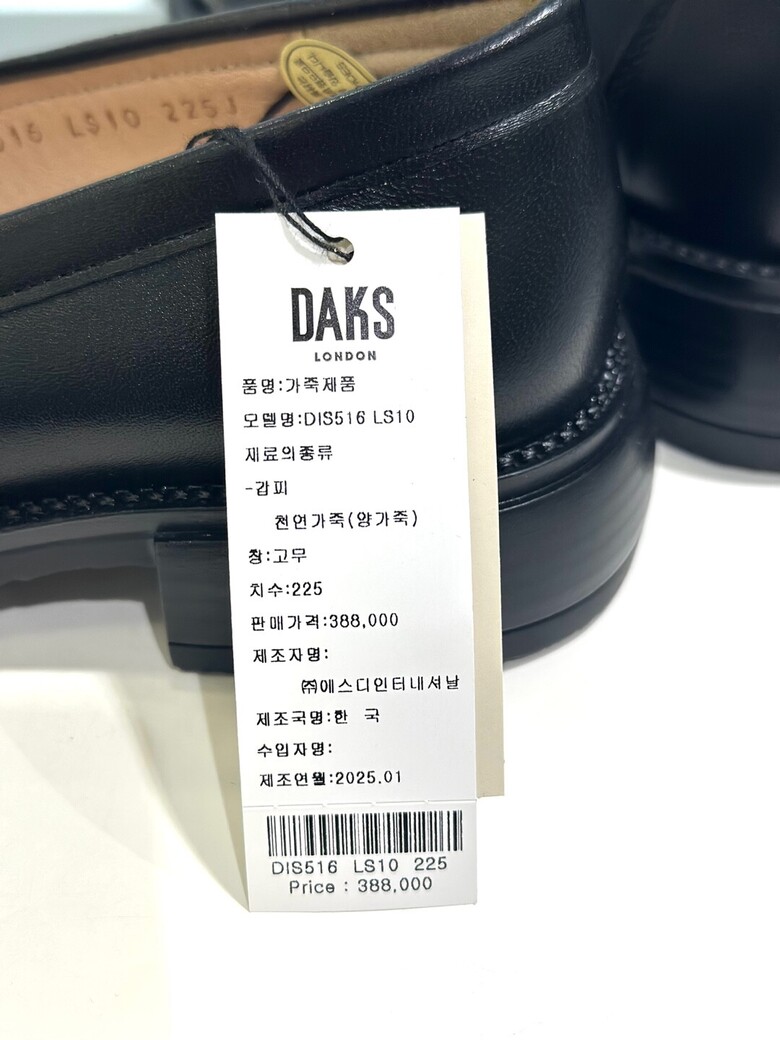 516 LS10 225
DAKS
LONDON
품명:가죽제품
모델명:DIS516 LS10
재료의종류
-갑피
천연가죽(양가죽)
창:고무
치수:225
판매가격:388,000
제조자명:
㈜에스디인터내셔날
제조국명:한 국
수입자명:
제조연월:2025.01
DIS516 LS10 225
Price : 388,000